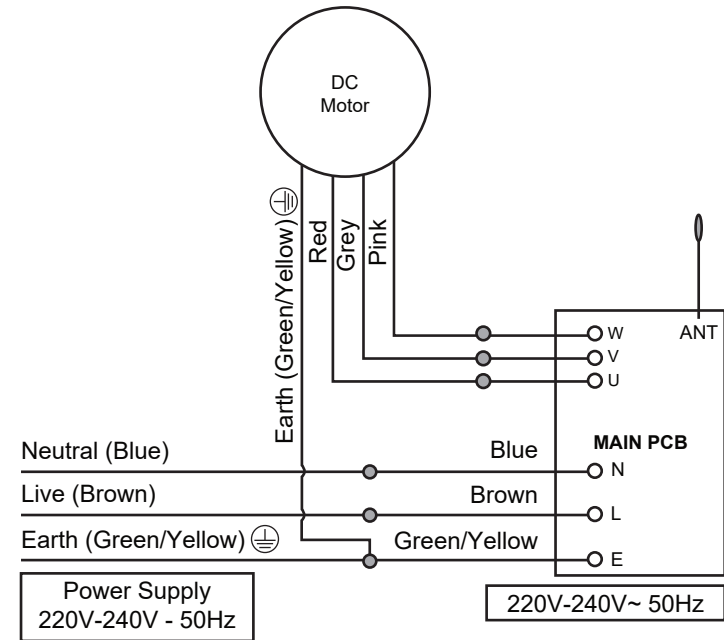 DC
Motor
Earth (Green/Yellow)
Red
Grey
Pink
ANT
W
V
U
MAIN PCB
Neutral (Blue)
Blue
N
Live (Brown)
Brown
L
Earth (Green/Yellow)
Green/Yellow
E
Power Supply
220V-240V - 50Hz
220V-240V~ 50Hz